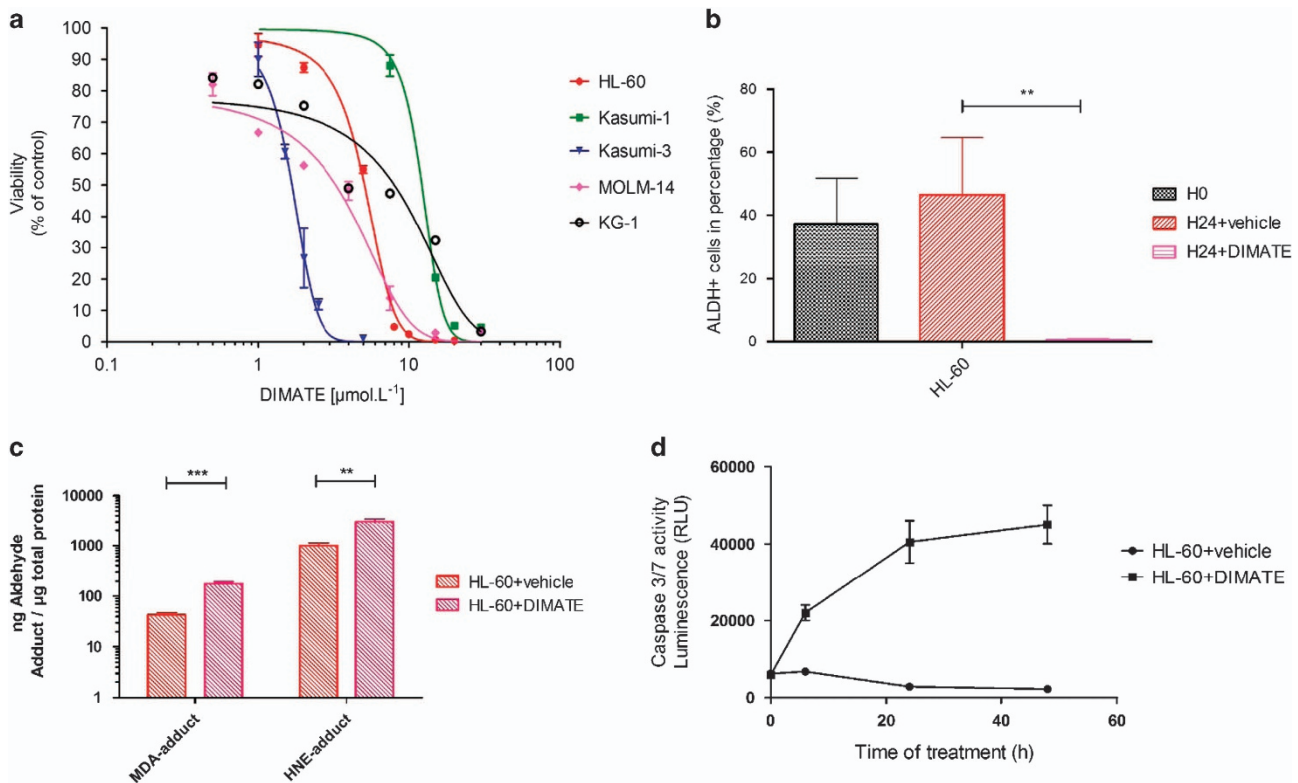 a
100
90
80
70
60
50
40
30
20
10
0
Viability
(% of control)
0.1
1
10
100
DIMATE [µmol.L⁻¹]
HL-60
Kasumi-1
Kasumi-3
MOLM-14
KG-1
b
80
60
40
20
0
ALDH+ cells in percentage (%)
**
HL-60
H0
H24+vehicle
H24+DIMATE
c
10000
1000
100
10
1
ng Aldehyde
Adduct / µg total protein
***
**
MDA-adduct
HNE-adduct
HL-60+vehicle
HL-60+DIMATE
d
60000
40000
20000
0
Caspase 3/7 activity
Luminescence (RLU)
0
20
40
60
Time of treatment (h)
HL-60+vehicle
HL-60+DIMATE